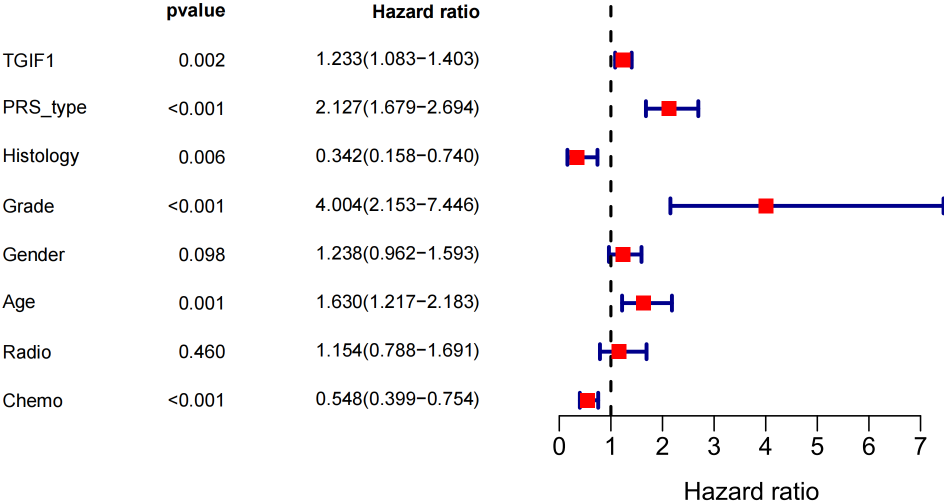 pvalue Hazard ratio
TGIF1 0.002 1.233(1.083−1.403)
PRS_type <0.001 2.127(1.679−2.694)
Histology 0.006 0.342(0.158−0.740)
Grade <0.001 4.004(2.153−7.446)
Gender 0.098 1.238(0.962−1.593)
Age 0.001 1.630(1.217−2.183)
Radio 0.460 1.154(0.788−1.691)
Chemo <0.001 0.548(0.399−0.754)
0 1 2 3 4 5 6 7
Hazard ratio